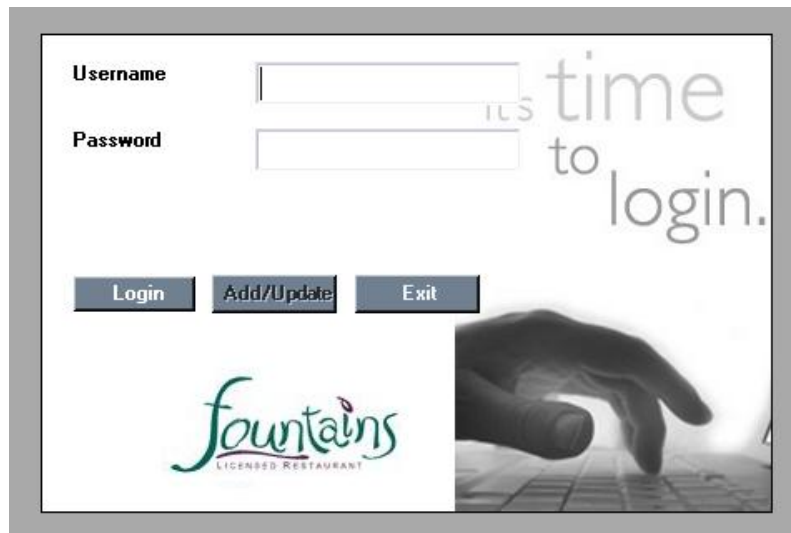 Username
it's time
Password
to
login.
Login Add/Update Exit
fountains
LICENSED RESTAURANT